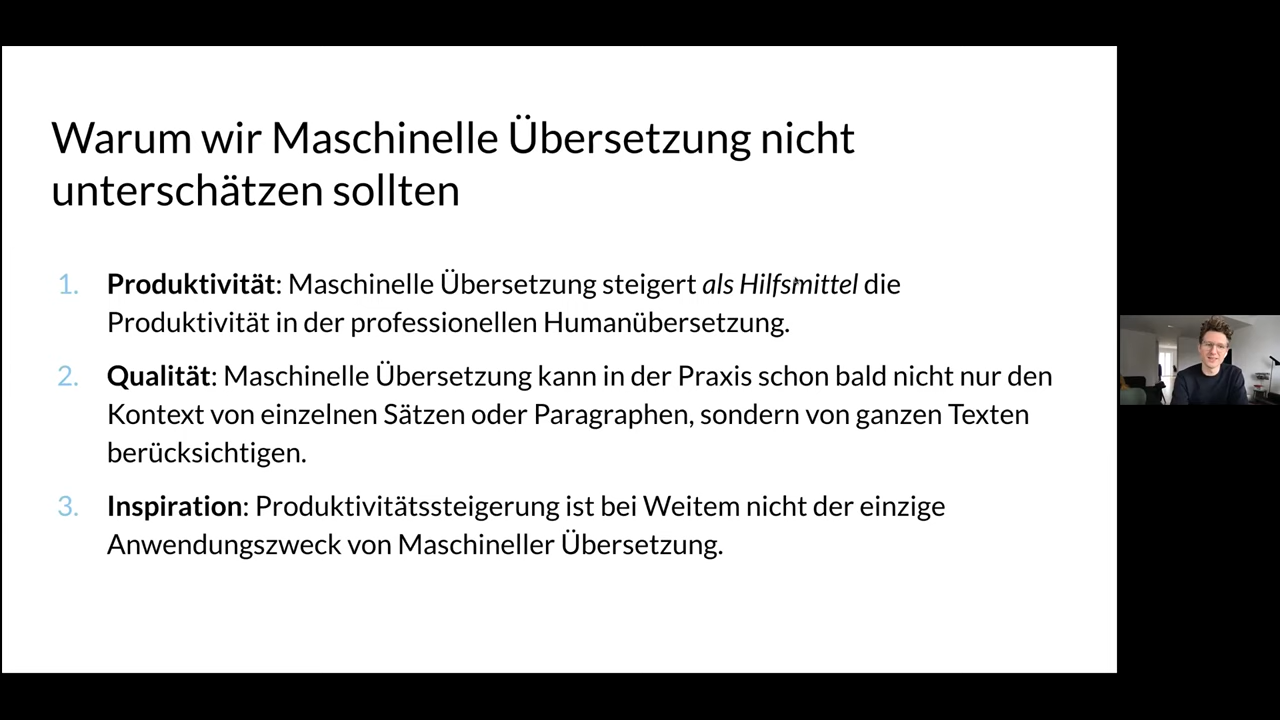 Warum wir Maschinelle Übersetzung nicht
unterschätzen sollten
1. Produktivität: Maschinelle Übersetzung steigert als Hilfsmittel die
Produktivität in der professionellen Humanübersetzung.
2. Qualität: Maschinelle Übersetzung kann in der Praxis schon bald nicht nur den
Kontext von einzelnen Sätzen oder Paragraphen, sondern von ganzen Texten
berücksichtigen.
3. Inspiration: Produktivitätssteigerung ist bei Weitem nicht der einzige
Anwendungszweck von Maschineller Übersetzung.